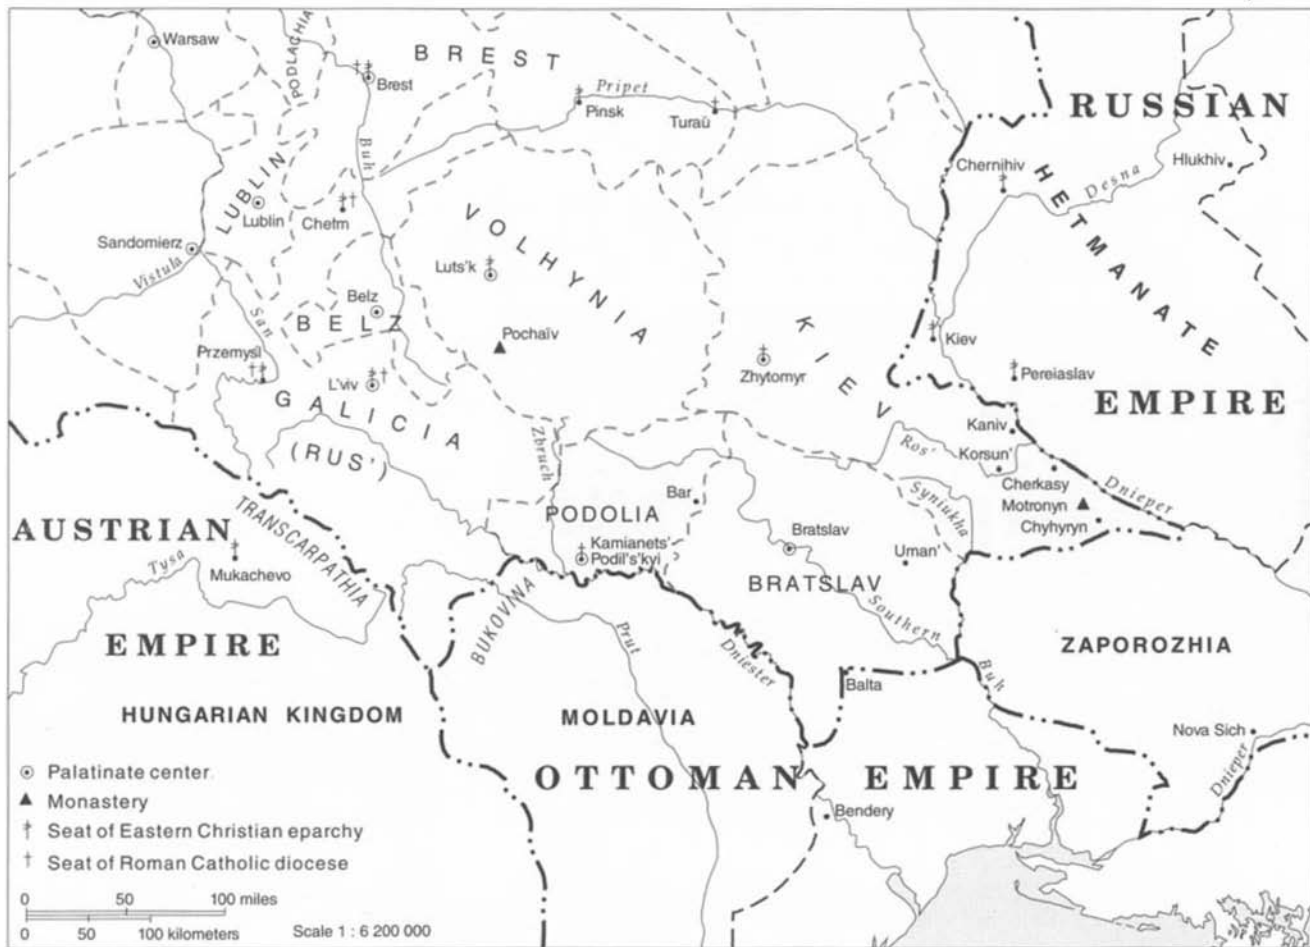 Warsaw
PODLACHIA
Brest
BREST
Pripet
Pinsk
Turaŭ
RUSSIAN
Chernihiv
Hlukhiv
Desna
HETMANATE
Buh
LUBLIN
Lublin
Chełm
VOLHYNIA
Sandomierz
Vistula
Luts'k
San
Belz
BELZ
Pochaïv
KIEV
Kiev
Przemyśl
L'viv
Zhytomyr
Pereiaslav
EMPIRE
GALICIA
(RUS')
Zbruch
Kaniv
Ros'
Korsun'
Cherkasy
Dnieper
Motronyn
Chyhyryn
Syniukha
Bar
PODOLIA
Bratslav
Uman'
AUSTRIAN
TRANSCARPATHIA
Tysa
Mukachevo
Kamianets'
Podil's'kyi
BRATSLAV
BUKOVINA
Prut
Dniester
Southern
Buh
ZAPOROZHIA
EMPIRE
Balta
HUNGARIAN KINGDOM
MOLDAVIA
Nova Sich
Dnieper
OTTOMAN EMPIRE
Bendery
Palatinate center
Monastery
Seat of Eastern Christian eparchy
Seat of Roman Catholic diocese
0 50 100 miles
0 50 100 kilometers
Scale 1 : 6 200 000